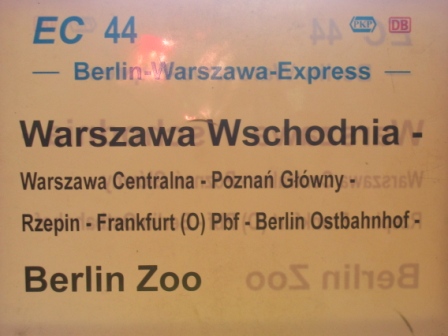 EC 44 PKP DB
Berlin-Warszawa-Express
Warszawa Wschodnia -
Warszawa Centralna - Poznań Główny -
Rzepin - Frankfurt (O) Pbf - Berlin Ostbahnhof -
Berlin Zoo